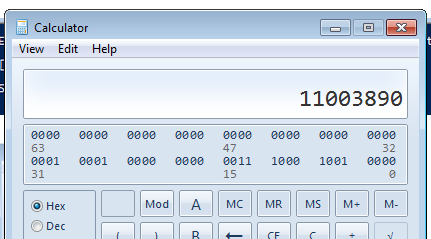 Calculator
View Edit Help
11003890
0000 0000 0000 0000 0000 0000 0000 0000
63 47 32
0001 0001 0000 0000 0011 1000 1001 0000
31 15 0
Hex Mod A MC MR MS M+ M-
Dec ( ) B ← CE C ± √